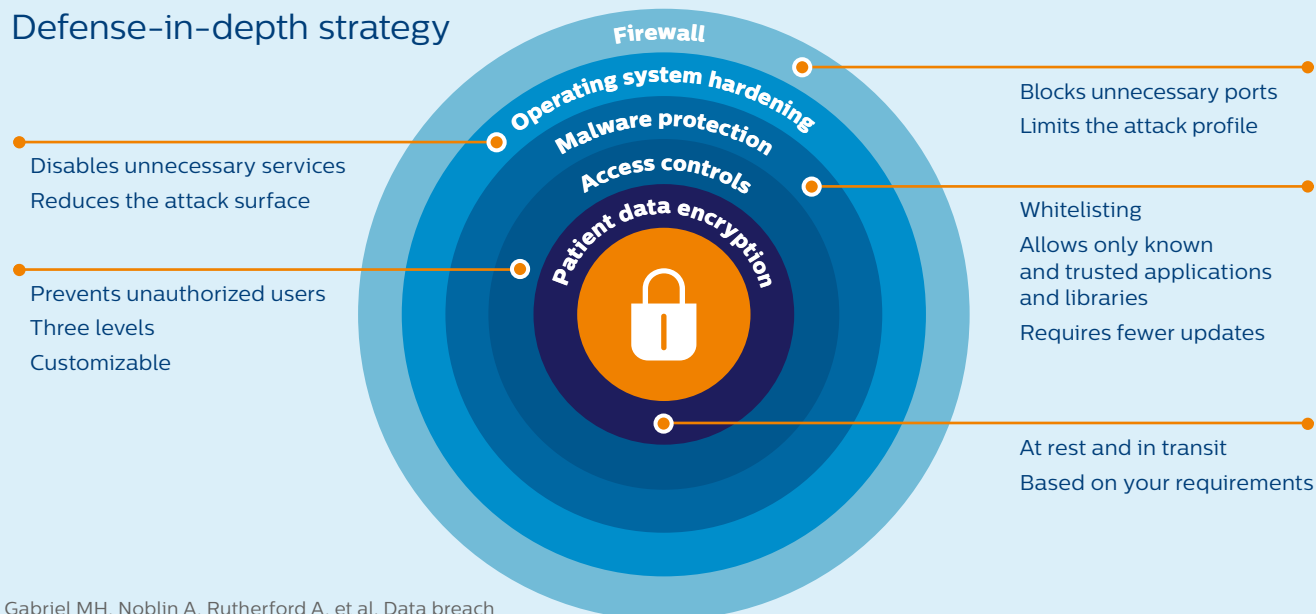 Defense-in-depth strategy
Firewall
Operating system hardening
Malware protection
Access controls
Patient data encryption
Disables unnecessary services
Reduces the attack surface
Prevents unauthorized users
Three levels
Customizable
Blocks unnecessary ports
Limits the attack profile
Whitelisting
Allows only known
and trusted applications
and libraries
Requires fewer updates
At rest and in transit
Based on your requirements
Gabriel MH, Noblin A, Rutherford A, et al. Data breach